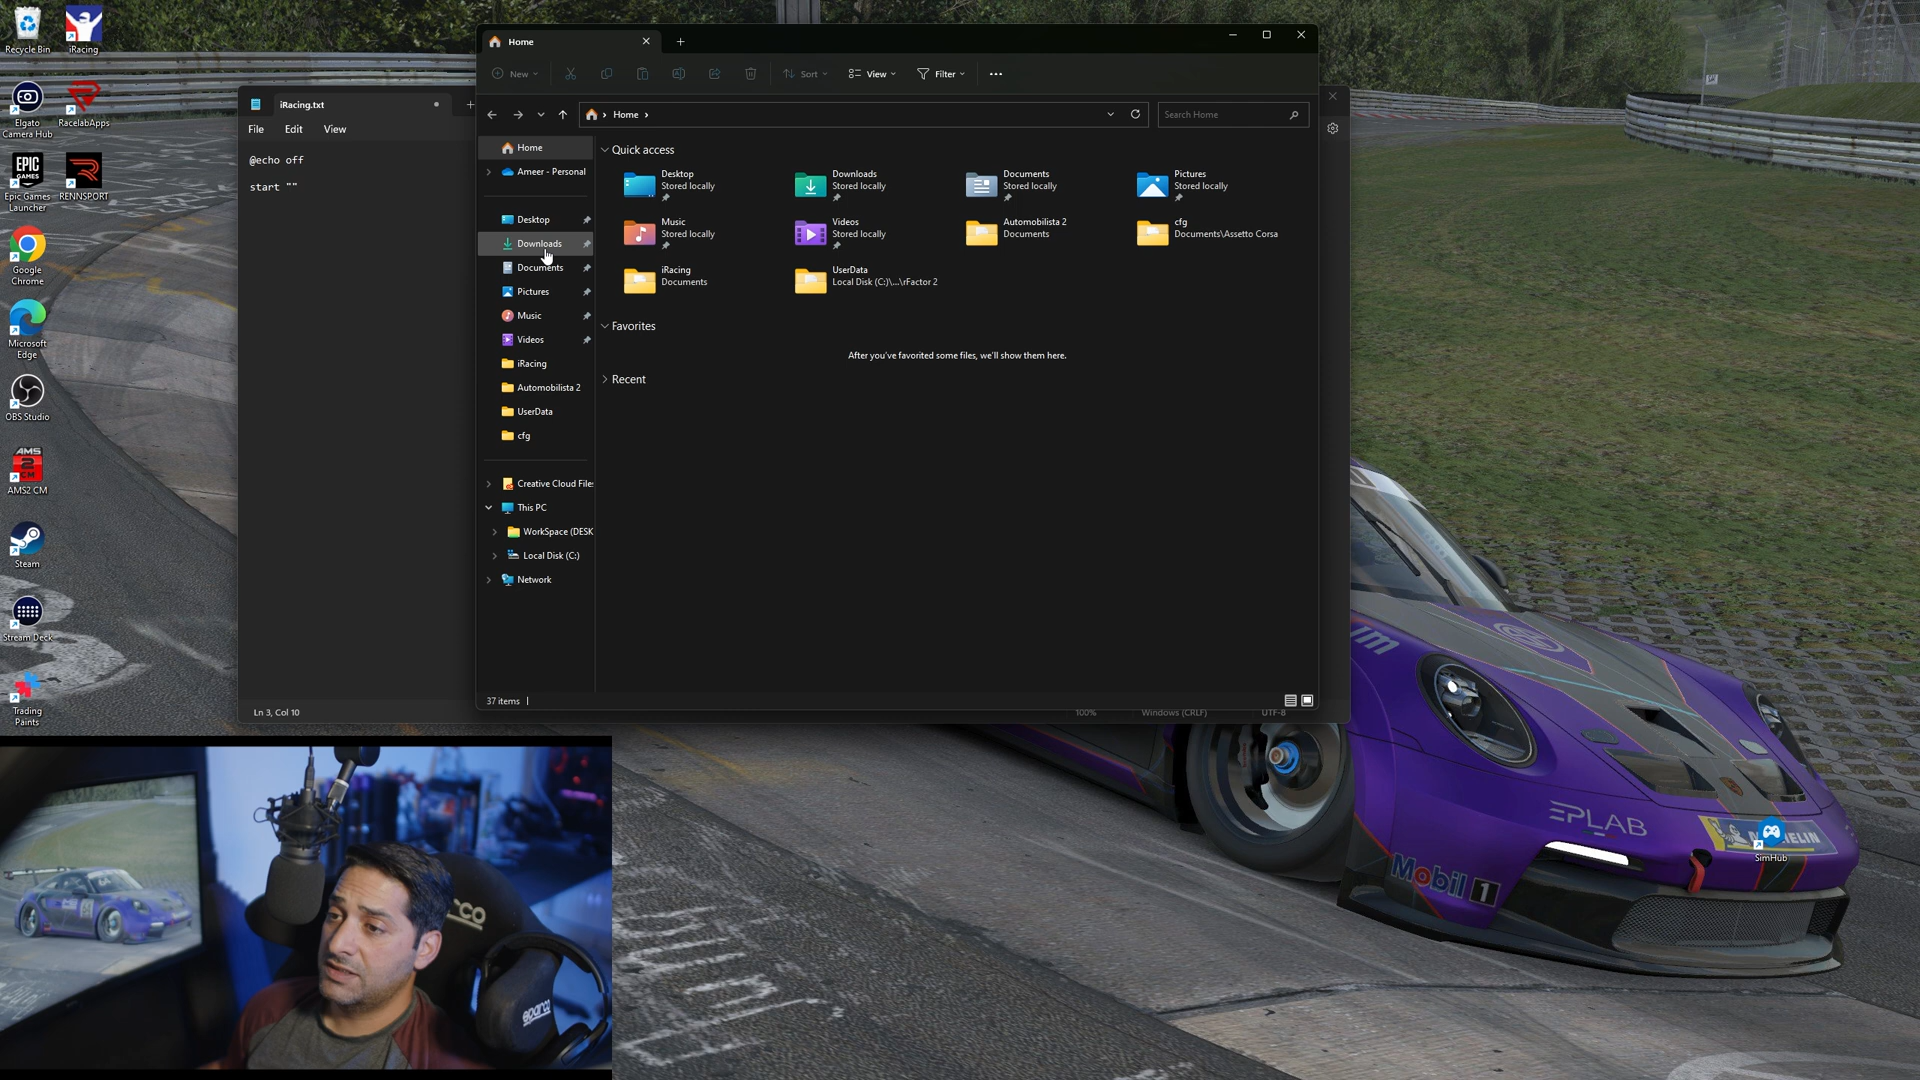 Recycle Bin
iRacing
Elgato
Camera Hub
RacelabApps
EPIC
GAMES
Epic Games
Launcher
RENNSPORT
Google
Chrome
Microsoft
Edge
OBS Studio
AMS
2
CM
AMS2 CM
Steam
Stream Deck
Trading
Paints
iRacing.txt
File
Edit
View
@echo off
start ""
Ln 3, Col 10
100%
Windows (CRLF)
UTF-8
Home
New
Sort
View
Filter
Home
Search Home
Home
Ameer - Personal
Desktop
Downloads
Documents
Pictures
Music
Videos
iRacing
Automobilista 2
UserData
cfg
Creative Cloud Files
This PC
WorkSpace (DESK
Local Disk (C:)
Network
Quick access
Desktop
Stored locally
Downloads
Stored locally
Documents
Stored locally
Pictures
Stored locally
Music
Stored locally
Videos
Stored locally
Automobilista 2
Documents
cfg
Documents\Assetto Corsa
iRacing
Documents
UserData
Local Disk (C:)\...\rFactor 2
Favorites
After you've favorited some files, we'll show them here.
Recent
37 items
EPLAB
Mobil 1
SimHub
sparco